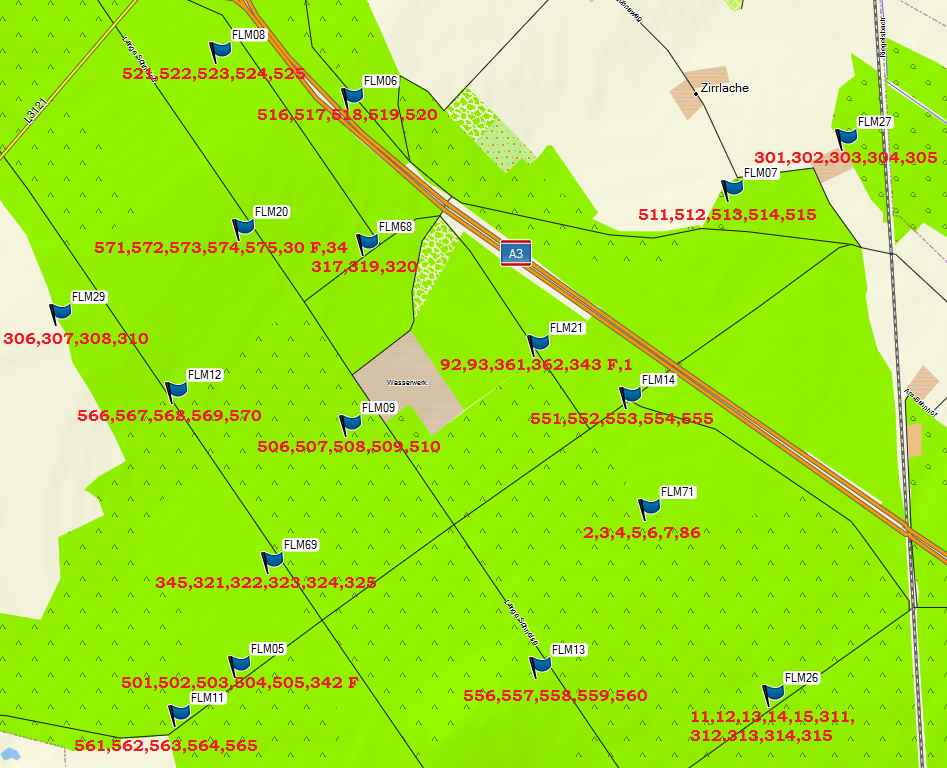 FLM08
Lange Schneise
521,522,523,524,525
FLM06
516,517,518,519,520
L3121
Zirrlache
FLM27
301,302,303,304,305
FLM07
511,512,513,514,515
FLM20
571,572,573,574,575,30 F,34
FLM68
317,319,320
A3
FLM29
306,307,308,310
FLM21
92,93,361,362,343 F,1
FLM12
566,567,568,569,570
Wasserwerk
FLM14
551,552,553,554,555
FLM09
506,507,508,509,510
Am Bahnhof
FLM71
2,3,4,5,6,7,86
FLM69
345,321,322,323,324,325
Lange Schneise
FLM05
501,502,503,504,505,342 F
FLM13
556,557,558,559,560
FLM11
561,562,563,564,565
FLM26
11,12,13,14,15,311,
312,313,314,315